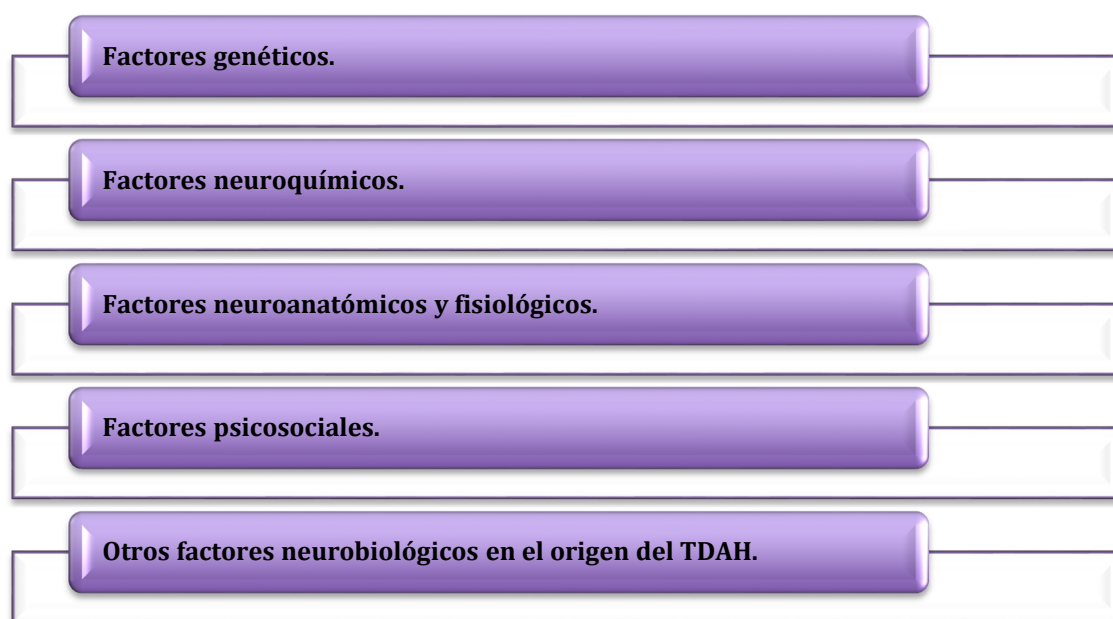 Factores genéticos.
Factores neuroquímicos.
Factores neuroanatómicos y fisiológicos.
Factores psicosociales.
Otros factores neurobiológicos en el origen del TDAH.